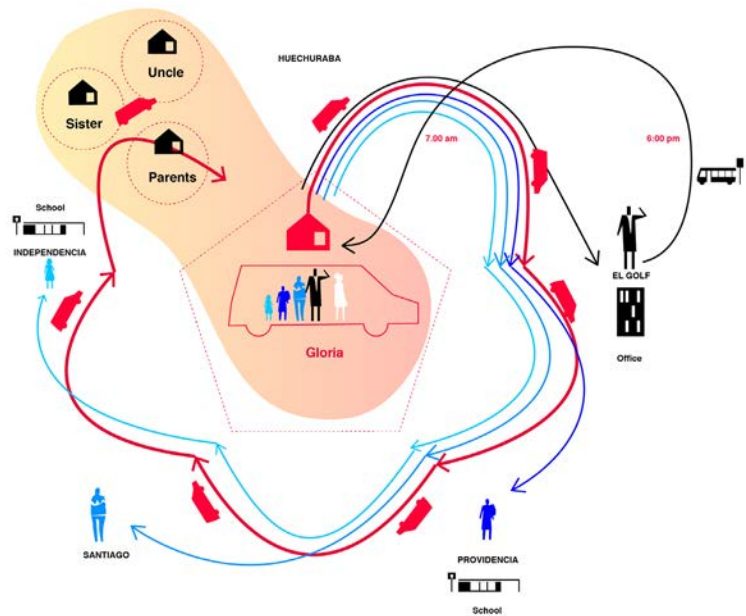 Uncle
HUECHURABA
Sister
7.00 am
6:00 pm
Parents
School
INDEPENDENCIA
EL GOLF
Gloria
Office
SANTIAGO
PROVIDENCIA
School